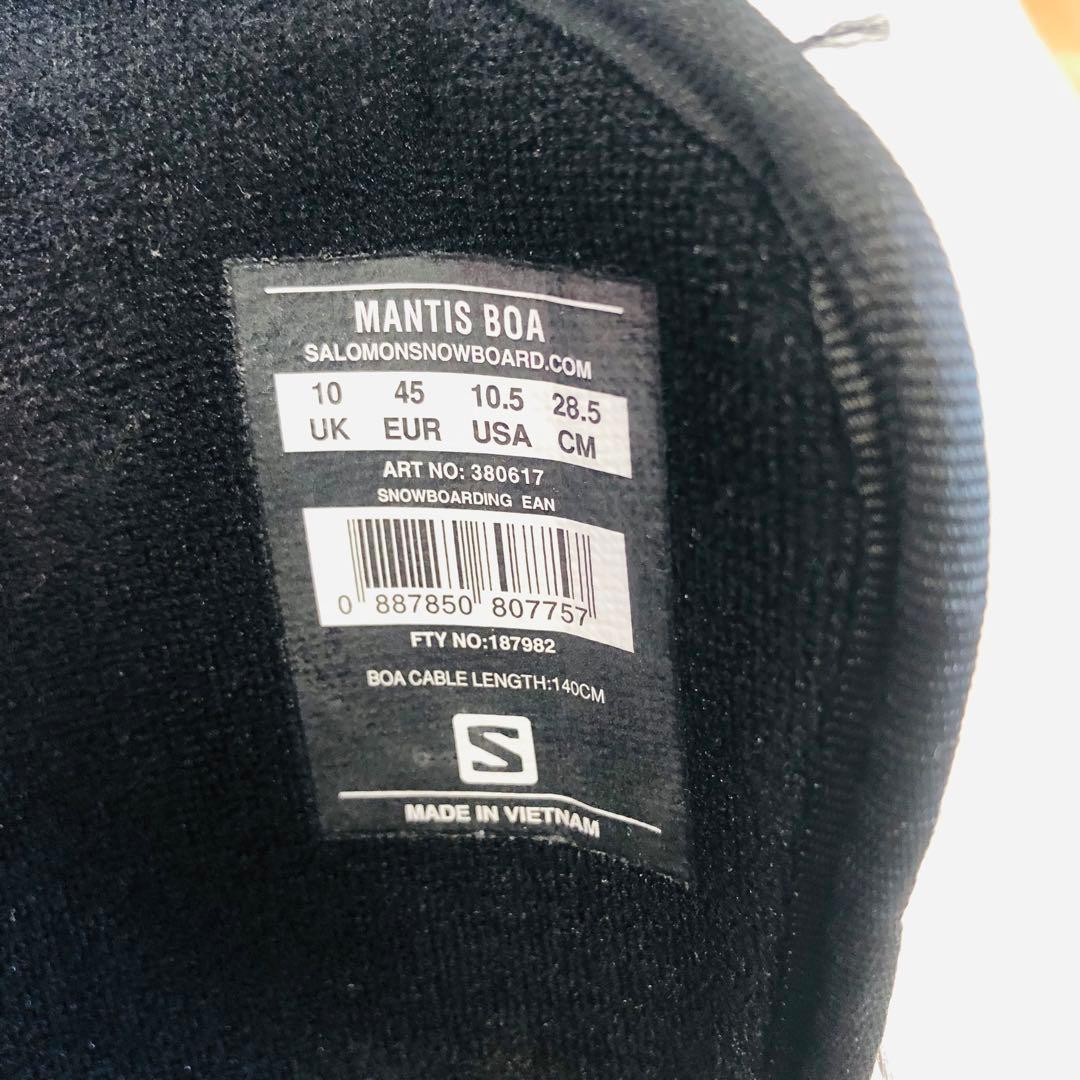 MANTIS BOA
SALOMONSNOWBOARD.COM
10 45 10.5 28.5
UK EUR USA CM
ART NO: 380617
SNOWBOARDING EAN
0 887850 807757
FTY NO:187982
BOA CABLE LENGTH:140CM
S
MADE IN VIETNAM